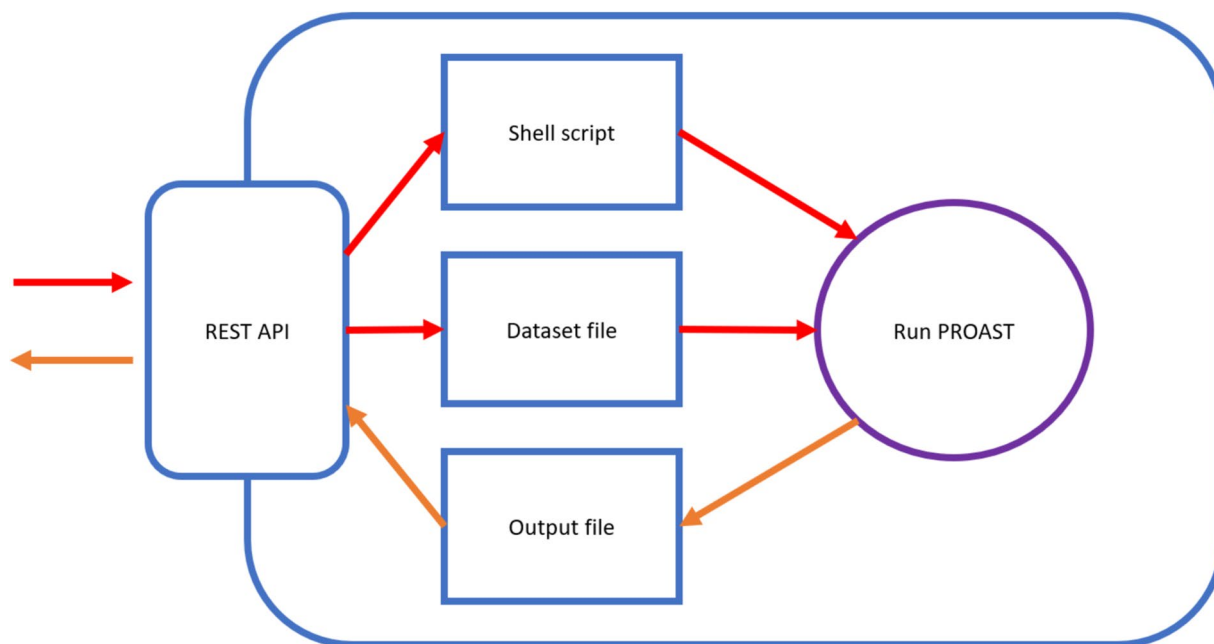 Shell script
REST API
Dataset file
Run PROAST
Output file